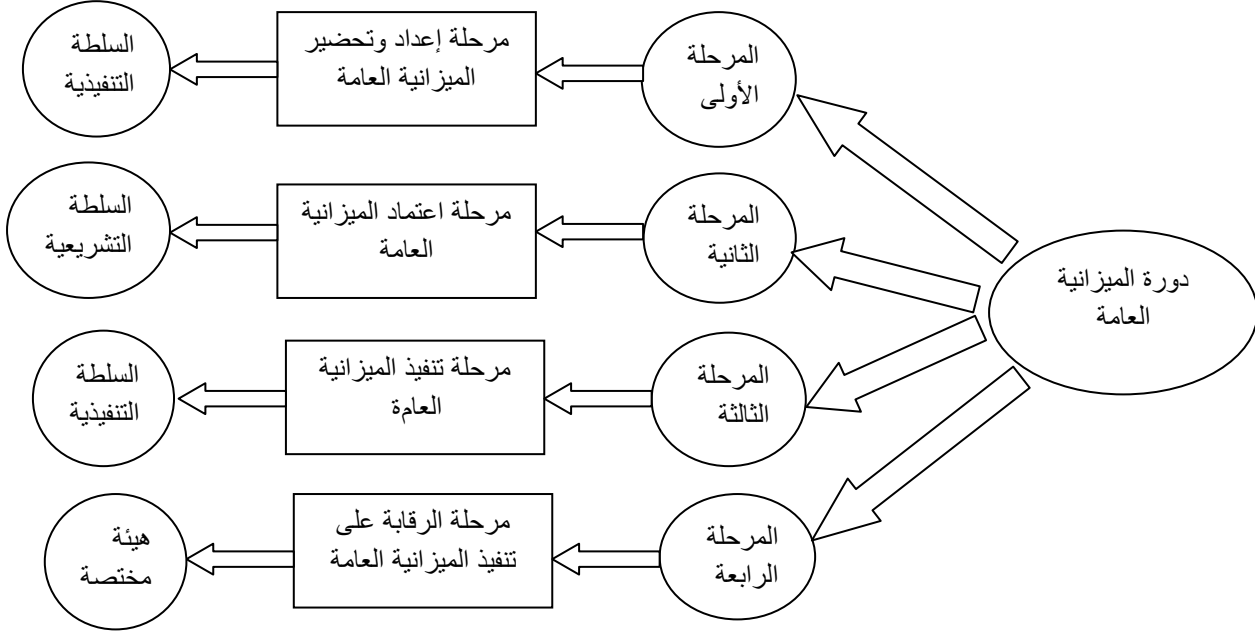 دورة الميزانية
العامة
المرحلة
الأولى
مرحلة إعداد وتحضير
الميزانية العامة
السلطة
التنفيذية
المرحلة
الثانية
مرحلة اعتماد الميزانية
العامة
السلطة
التشريعية
المرحلة
الثالثة
مرحلة تنفيذ الميزانية
العامة
السلطة
التنفيذية
المرحلة
الرابعة
مرحلة الرقابة على
تنفيذ الميزانية العامة
هيئة
مختصة